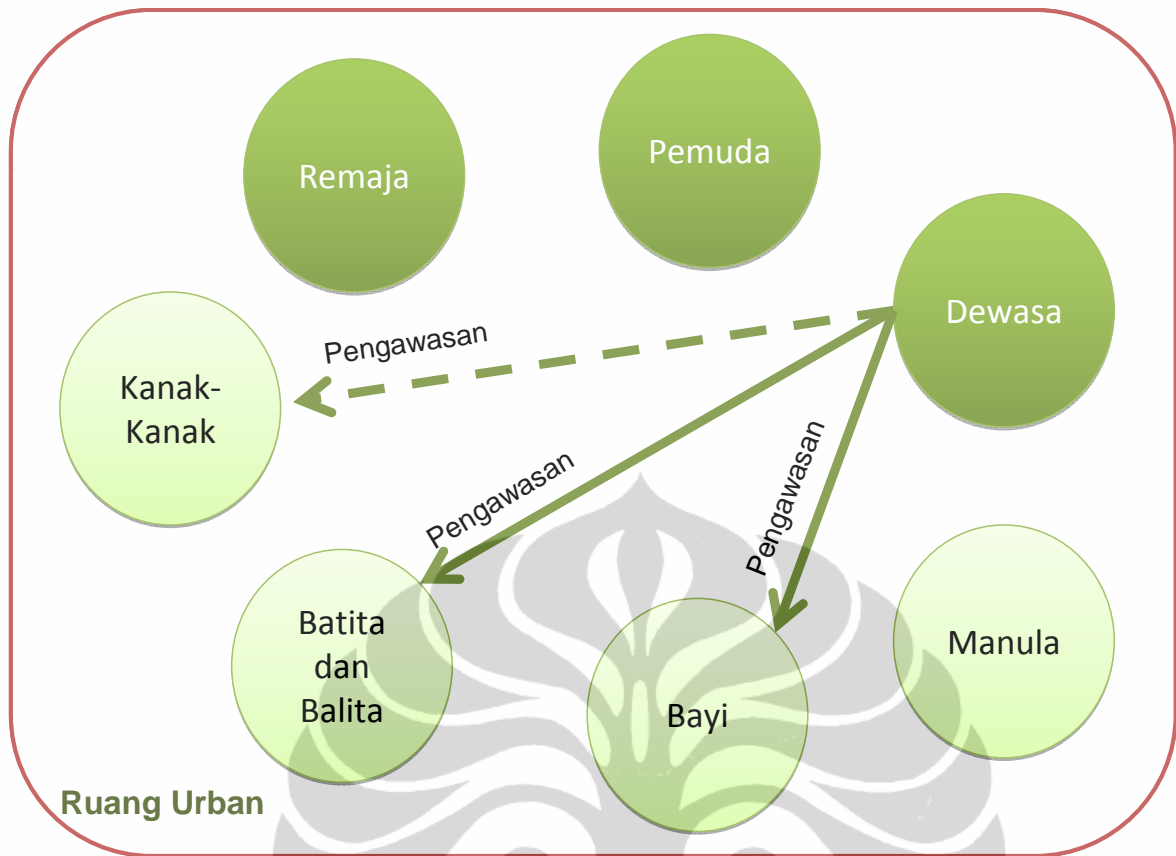 Pemuda
Remaja
Dewasa
Pengawasan
Kanak-
Kanak
Pengawasan
Pengawasan
Batita
dan
Balita
Bayi
Manula
Ruang Urban